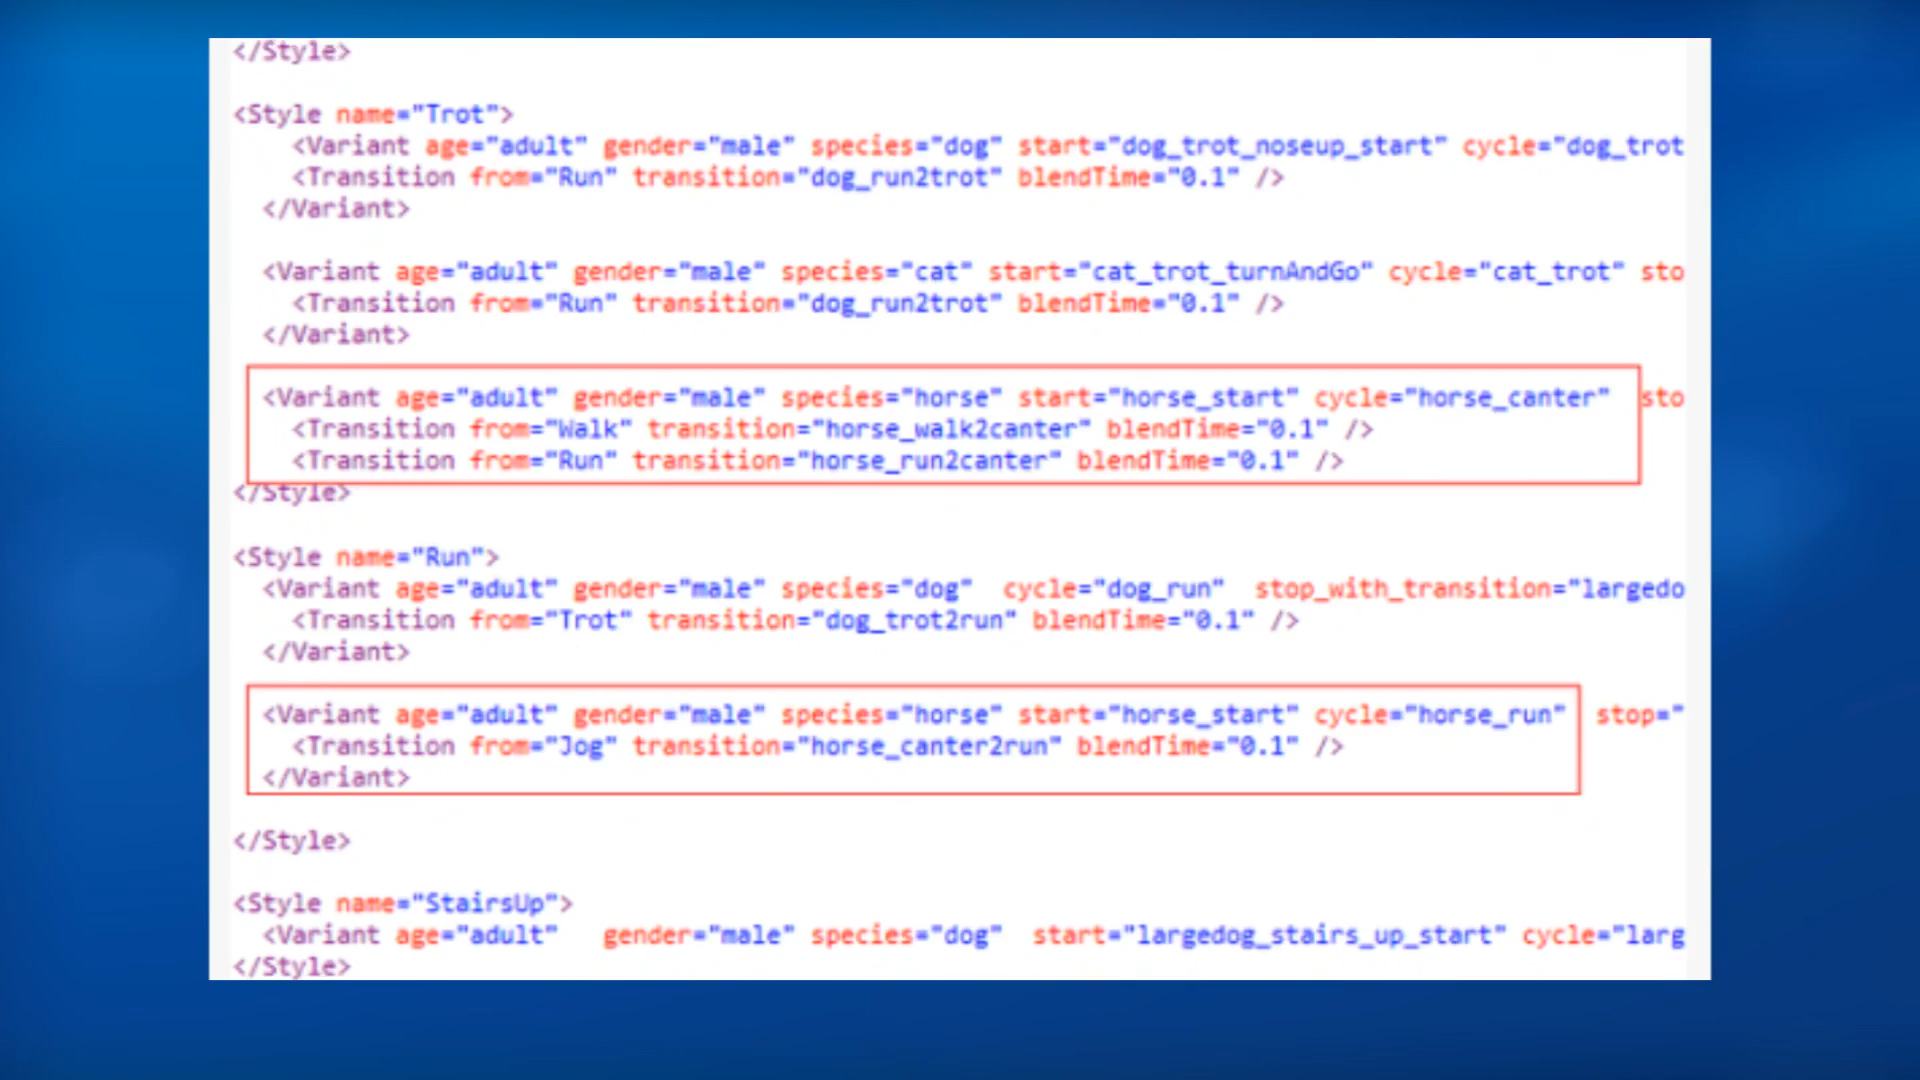 </Style>
<Style name="Trot">
<Variant age="adult" gender="male" species="dog" start="dog_trot_noseup_start" cycle="dog_trot
<Transition from="Run" transition="dog_run2trot" blendTime="0.1" />
</Variant>
<Variant age="adult" gender="male" species="cat" start="cat_trot_turnAndGo" cycle="cat_trot" sto
<Transition from="Run" transition="dog_run2trot" blendTime="0.1" />
</Variant>
<Variant age="adult" gender="male" species="horse" start="horse_start" cycle="horse_canter" sto
<Transition from="Walk" transition="horse_walk2canter" blendTime="0.1" />
<Transition from="Run" transition="horse_run2canter" blendTime="0.1" />
</Style>
<Style name="Run">
<Variant age="adult" gender="male" species="dog" cycle="dog_run" stop_with_transition="largedo
<Transition from="Trot" transition="dog_trot2run" blendTime="0.1" />
</Variant>
<Variant age="adult" gender="male" species="horse" start="horse_start" cycle="horse_run" stop="
<Transition from="Jog" transition="horse_canter2run" blendTime="0.1" />
</Variant>
</Style>
<Style name="StairsUp">
<Variant age="adult" gender="male" species="dog" start="largedog_stairs_up_start" cycle="larg
</Style>